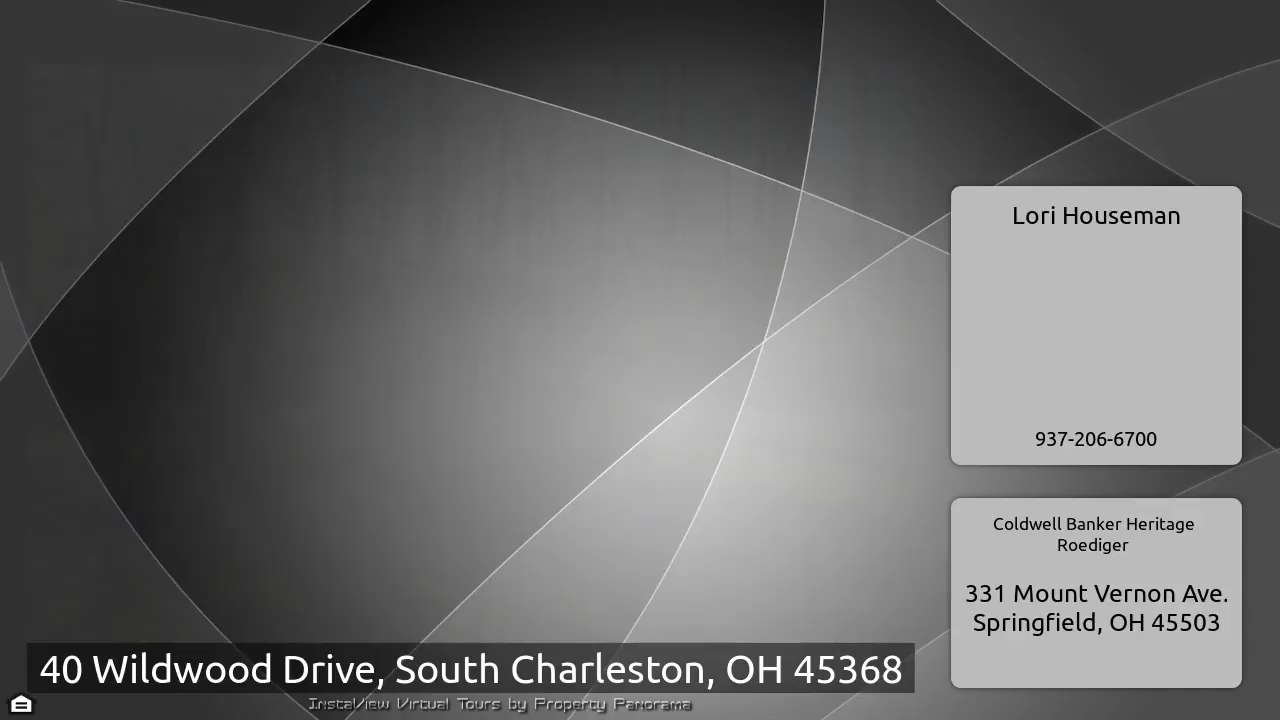 Lori Houseman
937-206-6700
Coldwell Banker Heritage
Roediger
331 Mount Vernon Ave.
Springfield, OH 45503
40 Wildwood Drive, South Charleston, OH 45368
InstaView Virtual Tours by Property Panorama